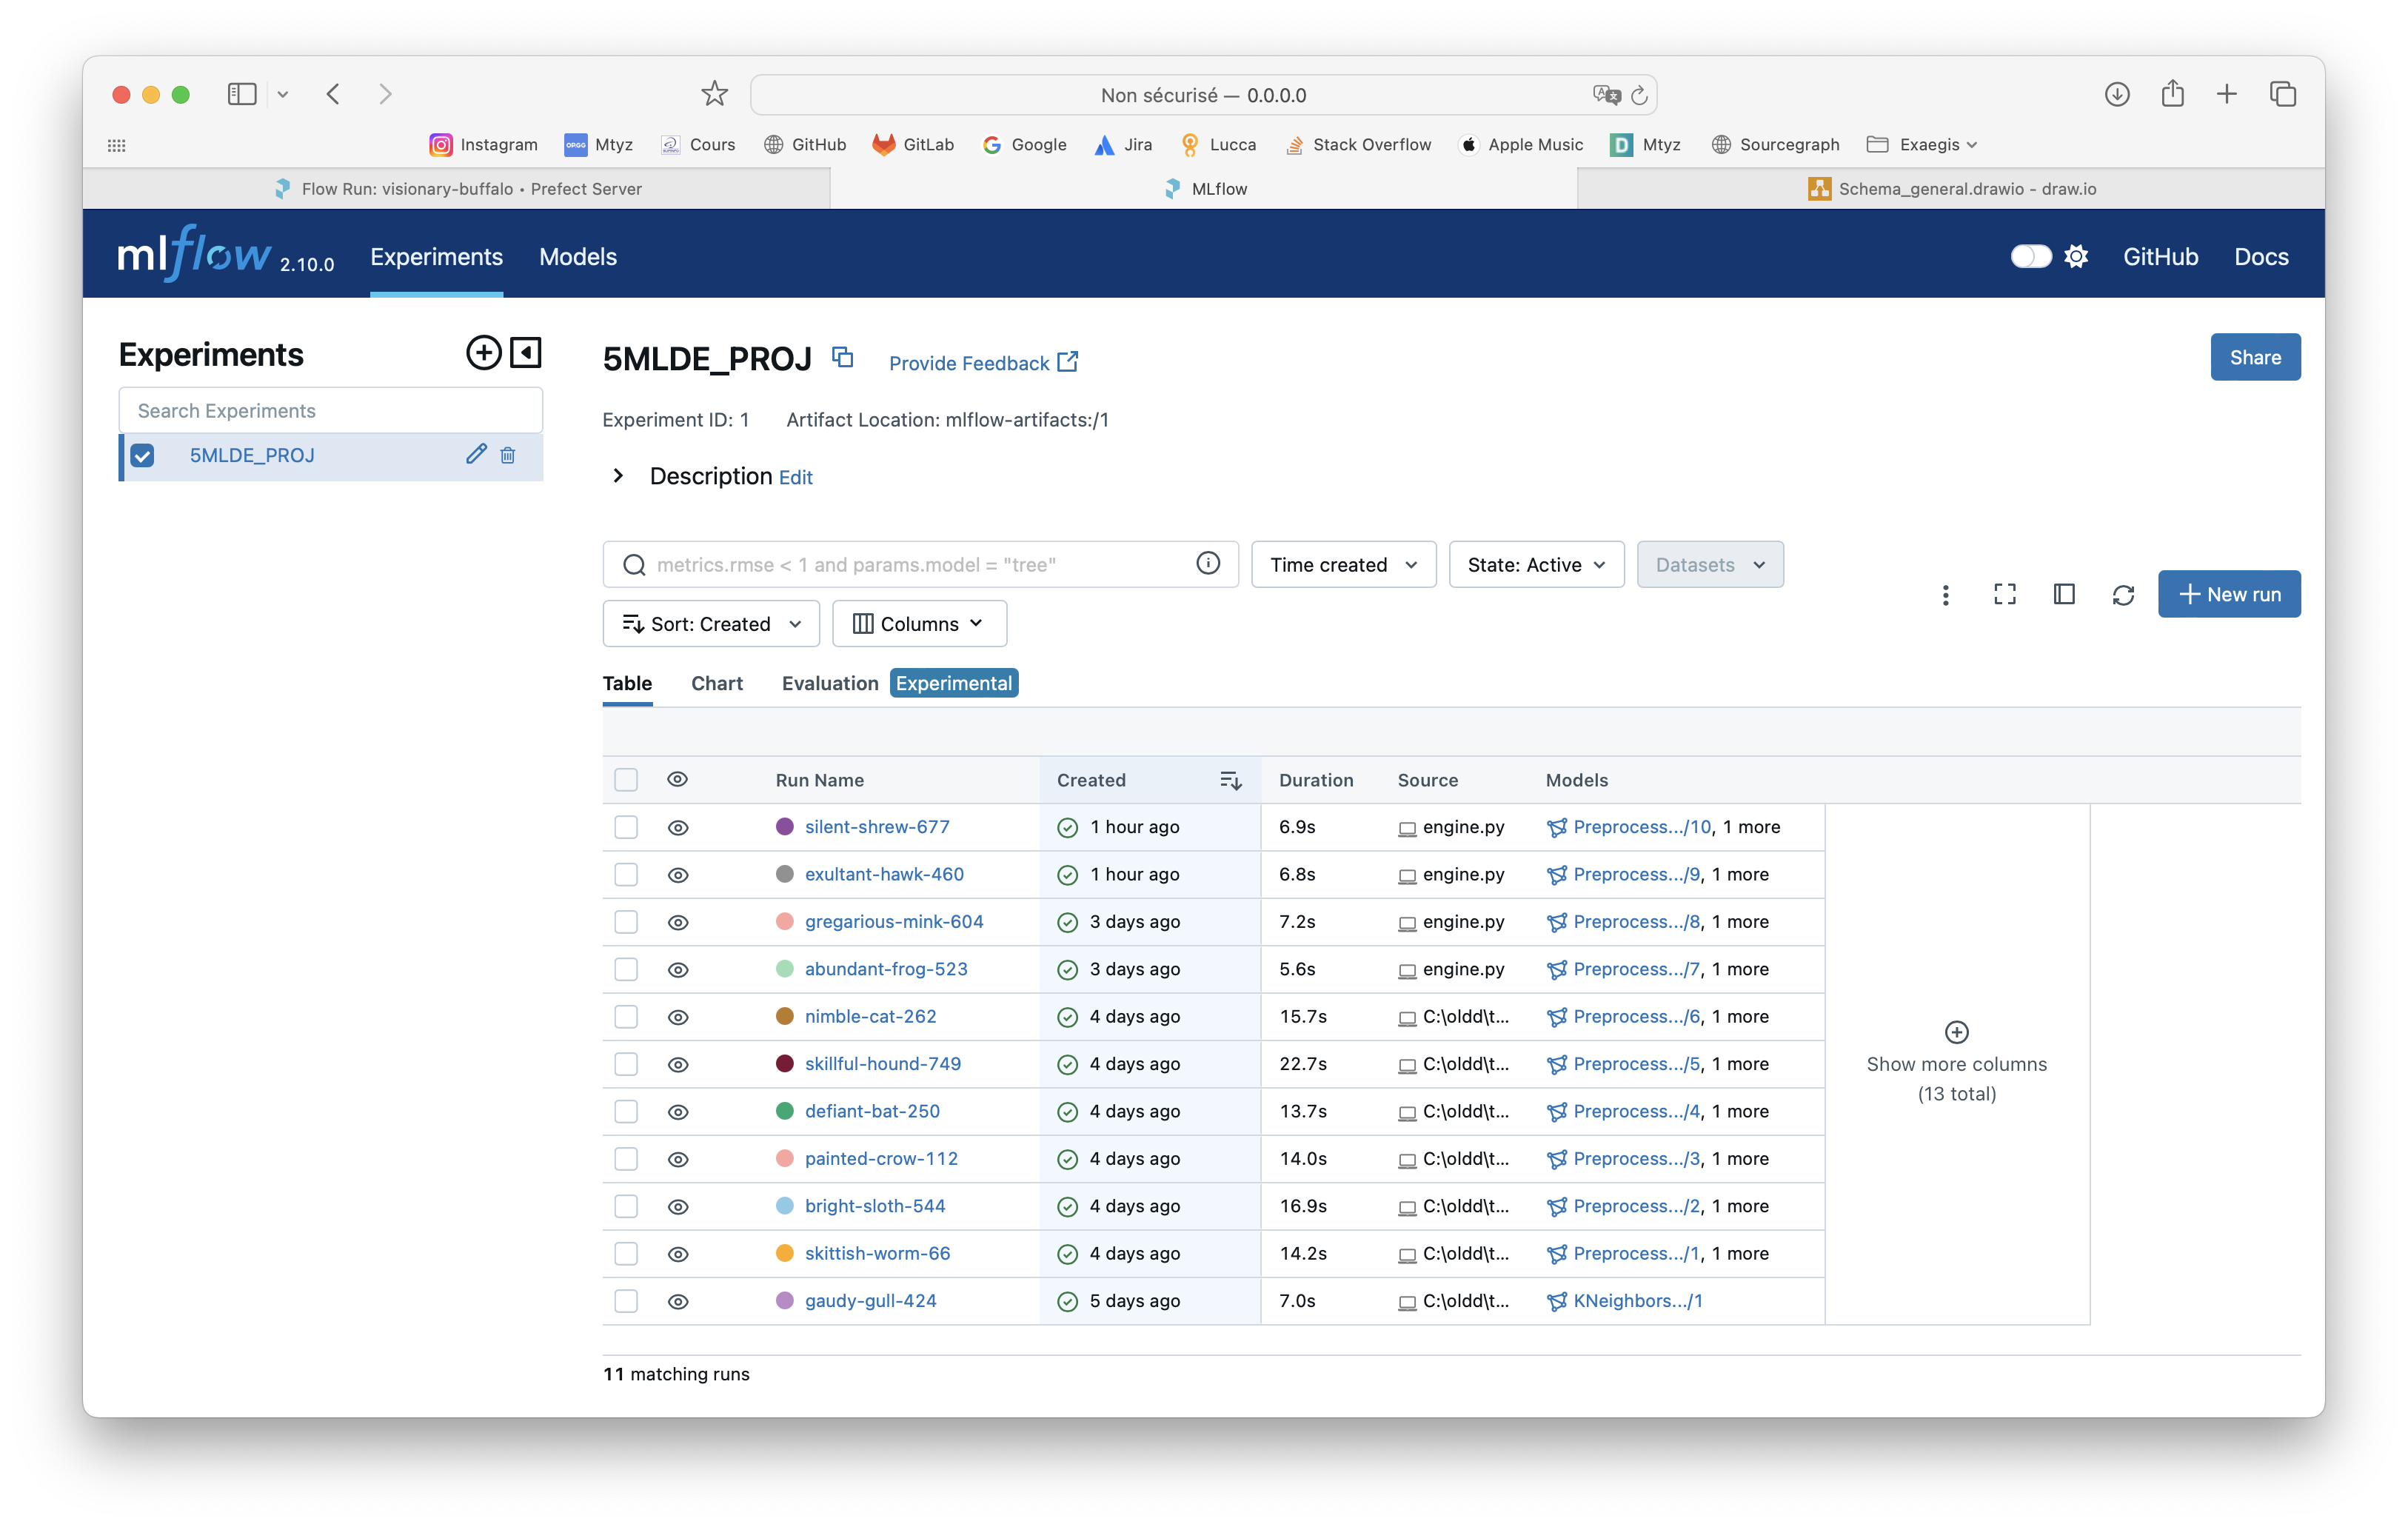 Non sécurisé — 0.0.0.0
Instagram OP.GG Mtyz Cours GitHub GitLab Google Jira Lucca Stack Overflow Apple Music D Mtyz Sourcegraph Exaegis
Flow Run: visionary-buffalo • Prefect Server MLflow Schema_general.drawio - draw.io
mlflow 2.10.0 Experiments Models GitHub Docs
Experiments
Search Experiments
5MLDE_PROJ
5MLDE_PROJ Provide Feedback Share
Experiment ID: 1 Artifact Location: mlflow-artifacts:/1
Description Edit
metrics.rmse < 1 and params.model = "tree" Time created State: Active Datasets
Sort: Created Columns
New run
Table Chart Evaluation Experimental
Run Name Created Duration Source Models
silent-shrew-677 1 hour ago 6.9s engine.py Preprocess.../10, 1 more
exultant-hawk-460 1 hour ago 6.8s engine.py Preprocess.../9, 1 more
gregarious-mink-604 3 days ago 7.2s engine.py Preprocess.../8, 1 more
abundant-frog-523 3 days ago 5.6s engine.py Preprocess.../7, 1 more
nimble-cat-262 4 days ago 15.7s C:\oldd\t... Preprocess.../6, 1 more
skillful-hound-749 4 days ago 22.7s C:\oldd\t... Preprocess.../5, 1 more
defiant-bat-250 4 days ago 13.7s C:\oldd\t... Preprocess.../4, 1 more
painted-crow-112 4 days ago 14.0s C:\oldd\t... Preprocess.../3, 1 more
bright-sloth-544 4 days ago 16.9s C:\oldd\t... Preprocess.../2, 1 more
skittish-worm-66 4 days ago 14.2s C:\oldd\t... Preprocess.../1, 1 more
gaudy-gull-424 5 days ago 7.0s C:\oldd\t... KNeighbors.../1
Show more columns
(13 total)
11 matching runs